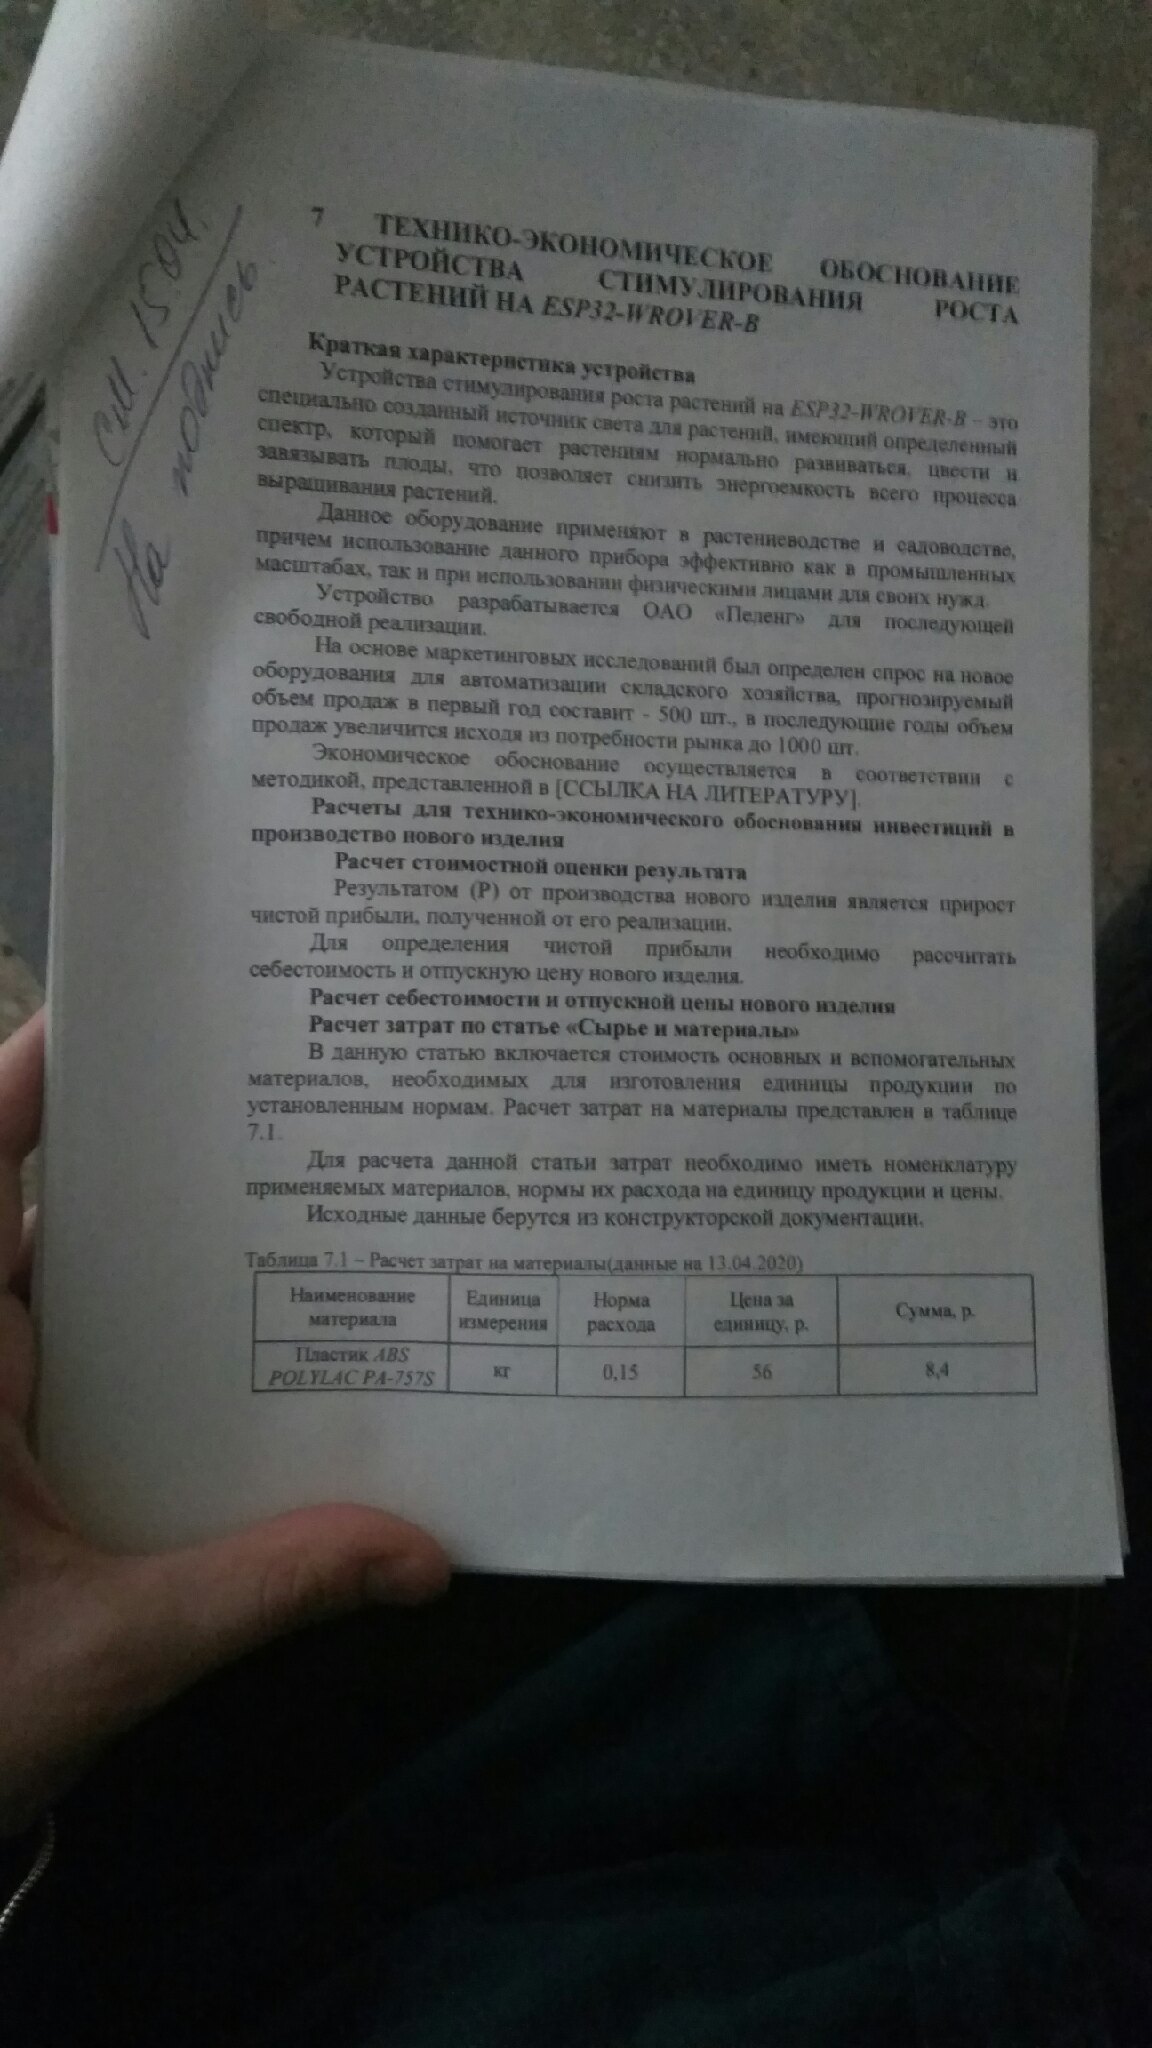 См. 15.04.
На подпись.
7 ТЕХНИКО-ЭКОНОМИЧЕСКОЕ ОБОСНОВАНИЕ
УСТРОЙСТВА СТИМУЛИРОВАНИЯ РОСТА
РАСТЕНИЙ НА ESP32-WROVER-B
Краткая характеристика устройства
Устройства стимулирования роста растений на ESP32-WROVER-B – это
специально созданный источник света для растений, имеющий определенный
спектр, который помогает растениям нормально развиваться, цвести и
завязывать плоды, что позволяет снизить энергоемкость всего процесса
выращивания растений.
Данное оборудование применяют в растениеводстве и садоводстве,
причем использование данного прибора эффективно как в промышленных
масштабах, так и при использовании физическими лицами для своих нужд.
Устройство разрабатывается ОАО «Пеленг» для последующей
свободной реализации.
На основе маркетинговых исследований был определен спрос на новое
оборудования для автоматизации складского хозяйства, прогнозируемый
объем продаж в первый год составит - 500 шт., в последующие годы объем
продаж увеличится исходя из потребности рынка до 1000 шт.
Экономическое обоснование осуществляется в соответствии с
методикой, представленной в [ССЫЛКА НА ЛИТЕРАТУРУ].
Расчеты для технико-экономического обоснования инвестиций в
производство нового изделия
Расчет стоимостной оценки результата
Результатом (Р) от производства нового изделия является прирост
чистой прибыли, полученной от его реализации.
Для определения чистой прибыли необходимо рассчитать
себестоимость и отпускную цену нового изделия.
Расчет себестоимости и отпускной цены нового изделия
Расчет затрат по статье «Сырье и материалы»
В данную статью включается стоимость основных и вспомогательных
материалов, необходимых для изготовления единицы продукции по
установленным нормам. Расчет затрат на материалы представлен в таблице
7.1.
Для расчета данной статьи затрат необходимо иметь номенклатуру
применяемых материалов, нормы их расхода на единицу продукции и цены.
Исходные данные берутся из конструкторской документации.
Таблица 7.1 – Расчет затрат на материалы(данные на 13.04.2020)
Наименование материала Единица измерения Норма расхода Цена за единицу, р. Сумма, р.
Пластик ABS POLYLAC PA-757S кг 0,15 56 8,4